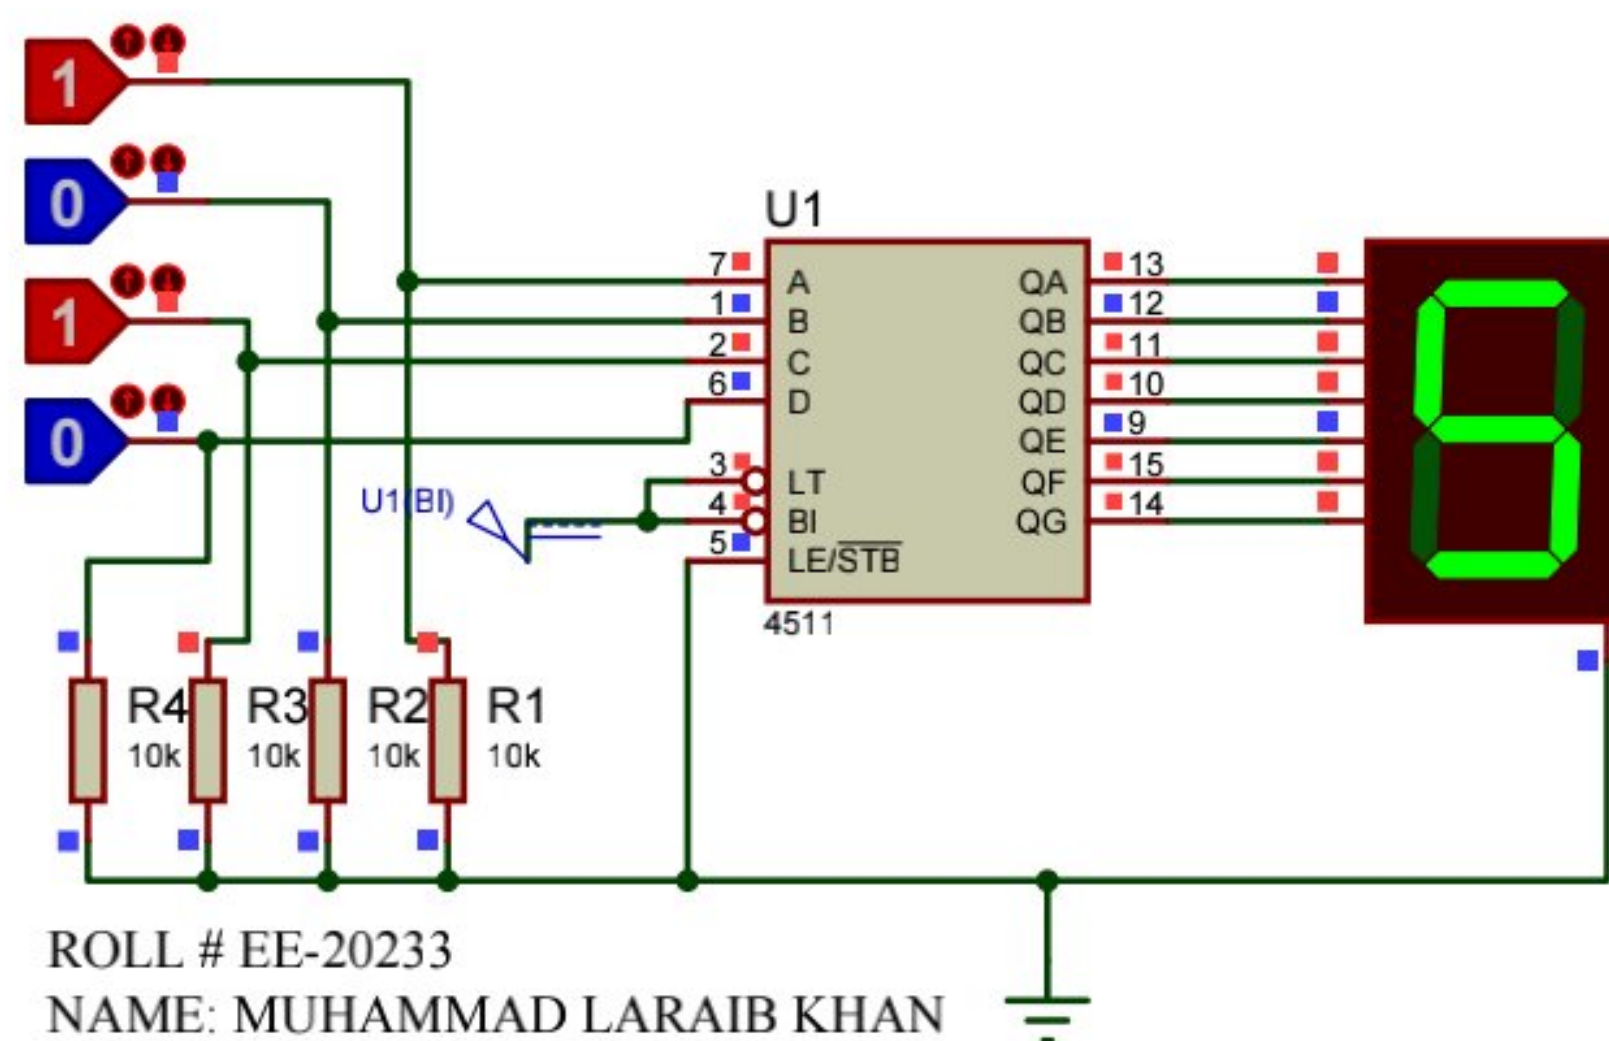 1
0
1
0
U1
7
1
2
6
3
4
5
A
B
C
D
LT
BI
LE/STB
QA
QB
QC
QD
QE
QF
QG
13
12
11
10
9
15
14
4511
U1(BI)
R4
10k
R3
10k
R2
10k
R1
10k
ROLL # EE-20233
NAME: MUHAMMAD LARAIB KHAN